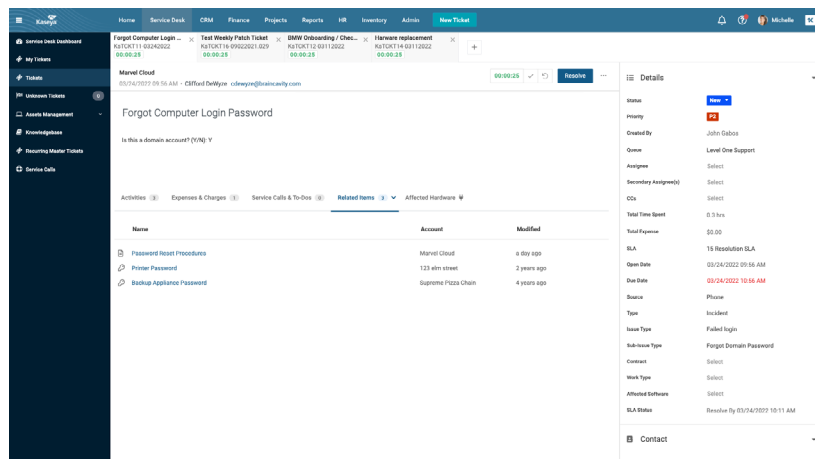 Kaseya
Home Service Desk CRM Finance Projects Reports HR Inventory Admin New Ticket
Michelle
Service Desk Dashboard
My Tickets
Tickets
Unknown Tickets 0
Assets Management
Knowledgebase
Recurring Master Tickets
Service Calls
Forgot Computer Login ... Test Weekly Patch Ticket BMW Onboarding / Chec... Harware replacement
KsTCKT11-03242022 KsTCKT16-09022021.029 KsTCKT12-03112022 KsTCKT14-03112022
00:00:25 00:00:25 00:00:25 00:00:25
Marvel Cloud
03/24/2022 09:56 AM - Clifford DeWyze cdewyze@braincavity.com
00:00:25 Resolve ...
Forgot Computer Login Password
Is this a domain account? (Y/N): Y
Activities 3 Expenses & Charges 1 Service Calls & To-Dos 0 Related Items 3 Affected Hardware
Name Account Modified
Password Reset Procedures Marvel Cloud a day ago
Printer Password 123 elm street 2 years ago
Backup Appliance Password Supreme Pizza Chain 4 years ago
Details
Status New
Priority P3
Created By John Gabos
Queue Level One Support
Assignee Select
Secondary Assignee(s) Select
CCs Select
Total Time Spent 0.3 hrs
Total Expense $0.00
SLA 15 Resolution SLA
Open Date 03/24/2022 09:56 AM
Due Date 03/24/2022 10:56 AM
Source Phone
Type Incident
Issue Type Failed login
Sub-Issue Type Forgot Domain Password
Contract Select
Work Type Select
Affected Software Select
SLA Status Resolve By 03/24/2022 10:11 AM
Contact